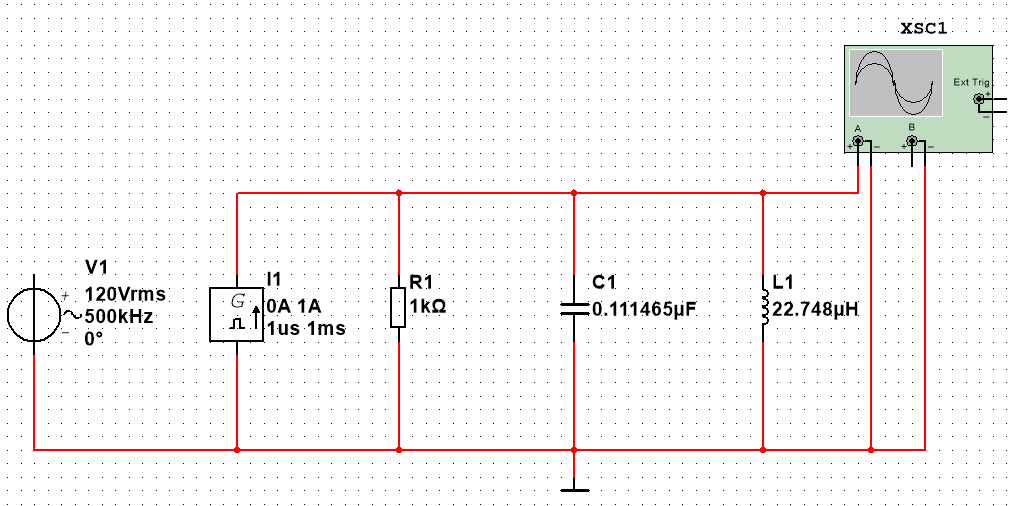 XSC1
Ext Trig
+
−
A
B
+ − + −
V1
+
120Vrms
500kHz
−
0°
I1
G
0A 1A
1us 1ms
R1
1kΩ
C1
0.111465µF
L1
22.748µH